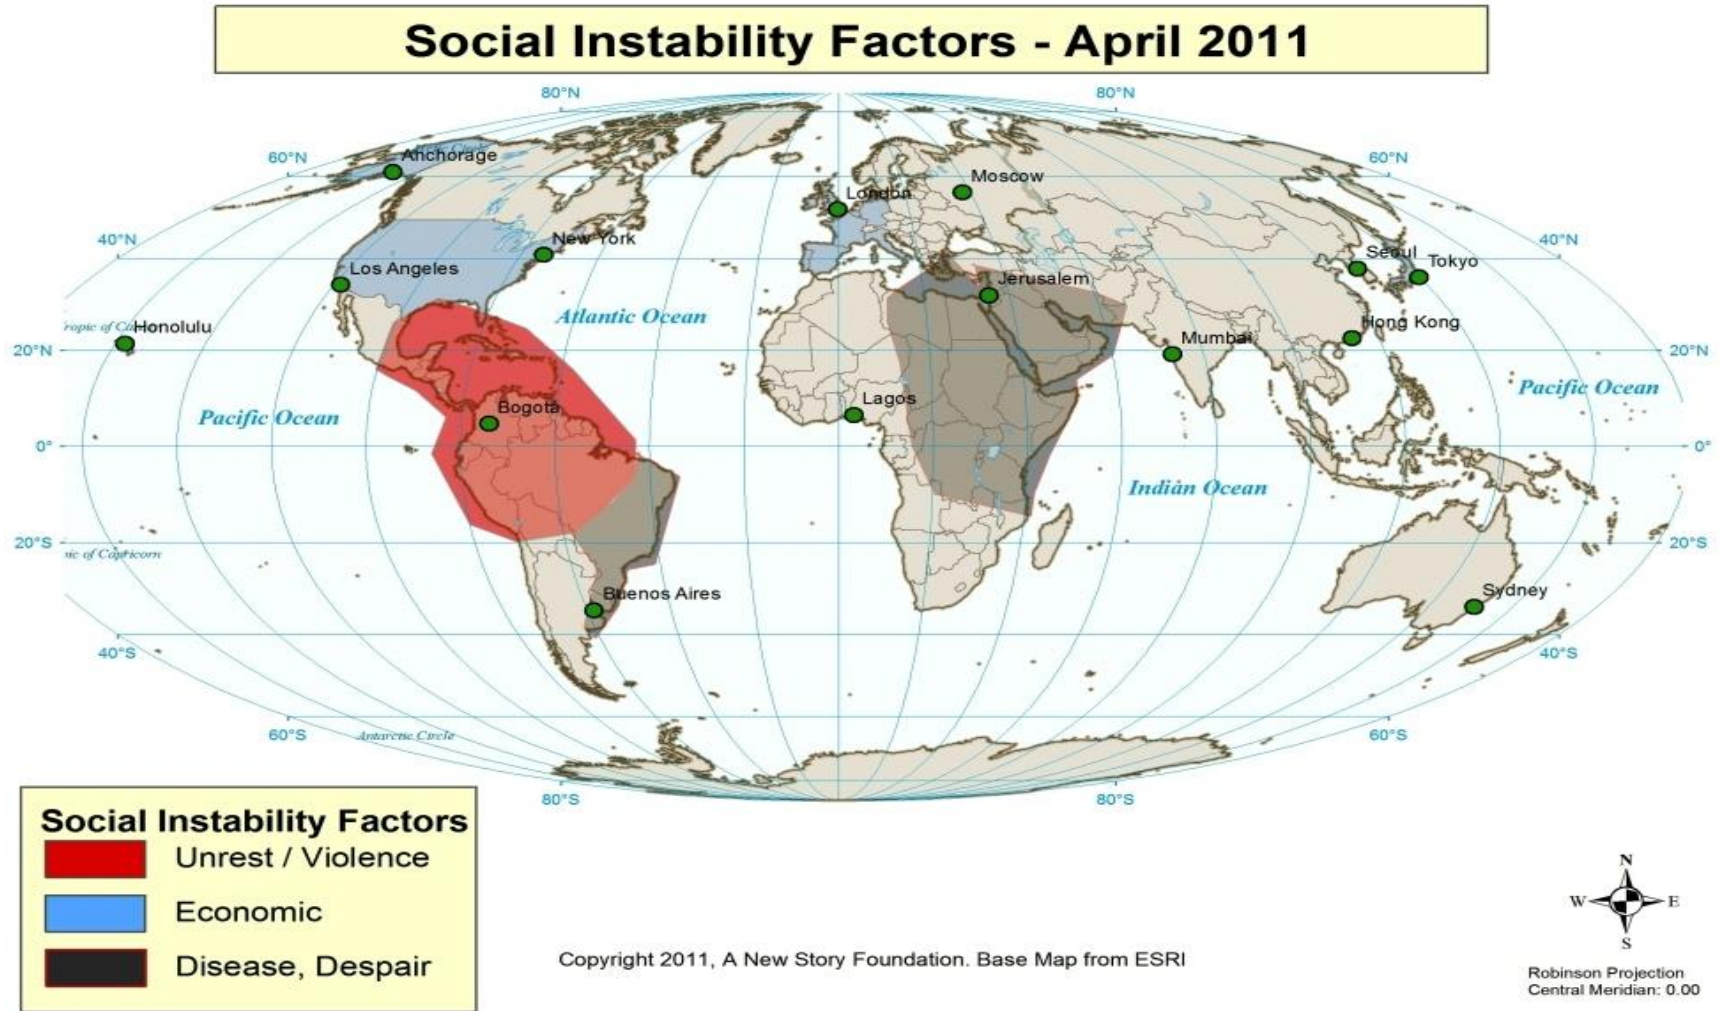 Social Instability Factors - April 2011
80°N
80°N
60°N
Anchorage
Moscow
60°N
London
40°N
New York
40°N
Los Angeles
Seoul
Tokyo
Jerusalem
Atlantic Ocean
Honolulu
Hong Kong
Mumbai
20°N
20°N
Pacific Ocean
Pacific Ocean
Bogotá
Lagos
0°
0°
Indian Ocean
20°S
20°S
of Capricorn
Buenos Aires
Sydney
40°S
40°S
60°S
Antarctic Circle
60°S
80°S
80°S
Social Instability Factors
Unrest / Violence
Economic
Disease, Despair
Copyright 2011, A New Story Foundation. Base Map from ESRI
N
W
E
S
Robinson Projection
Central Meridian: 0.00